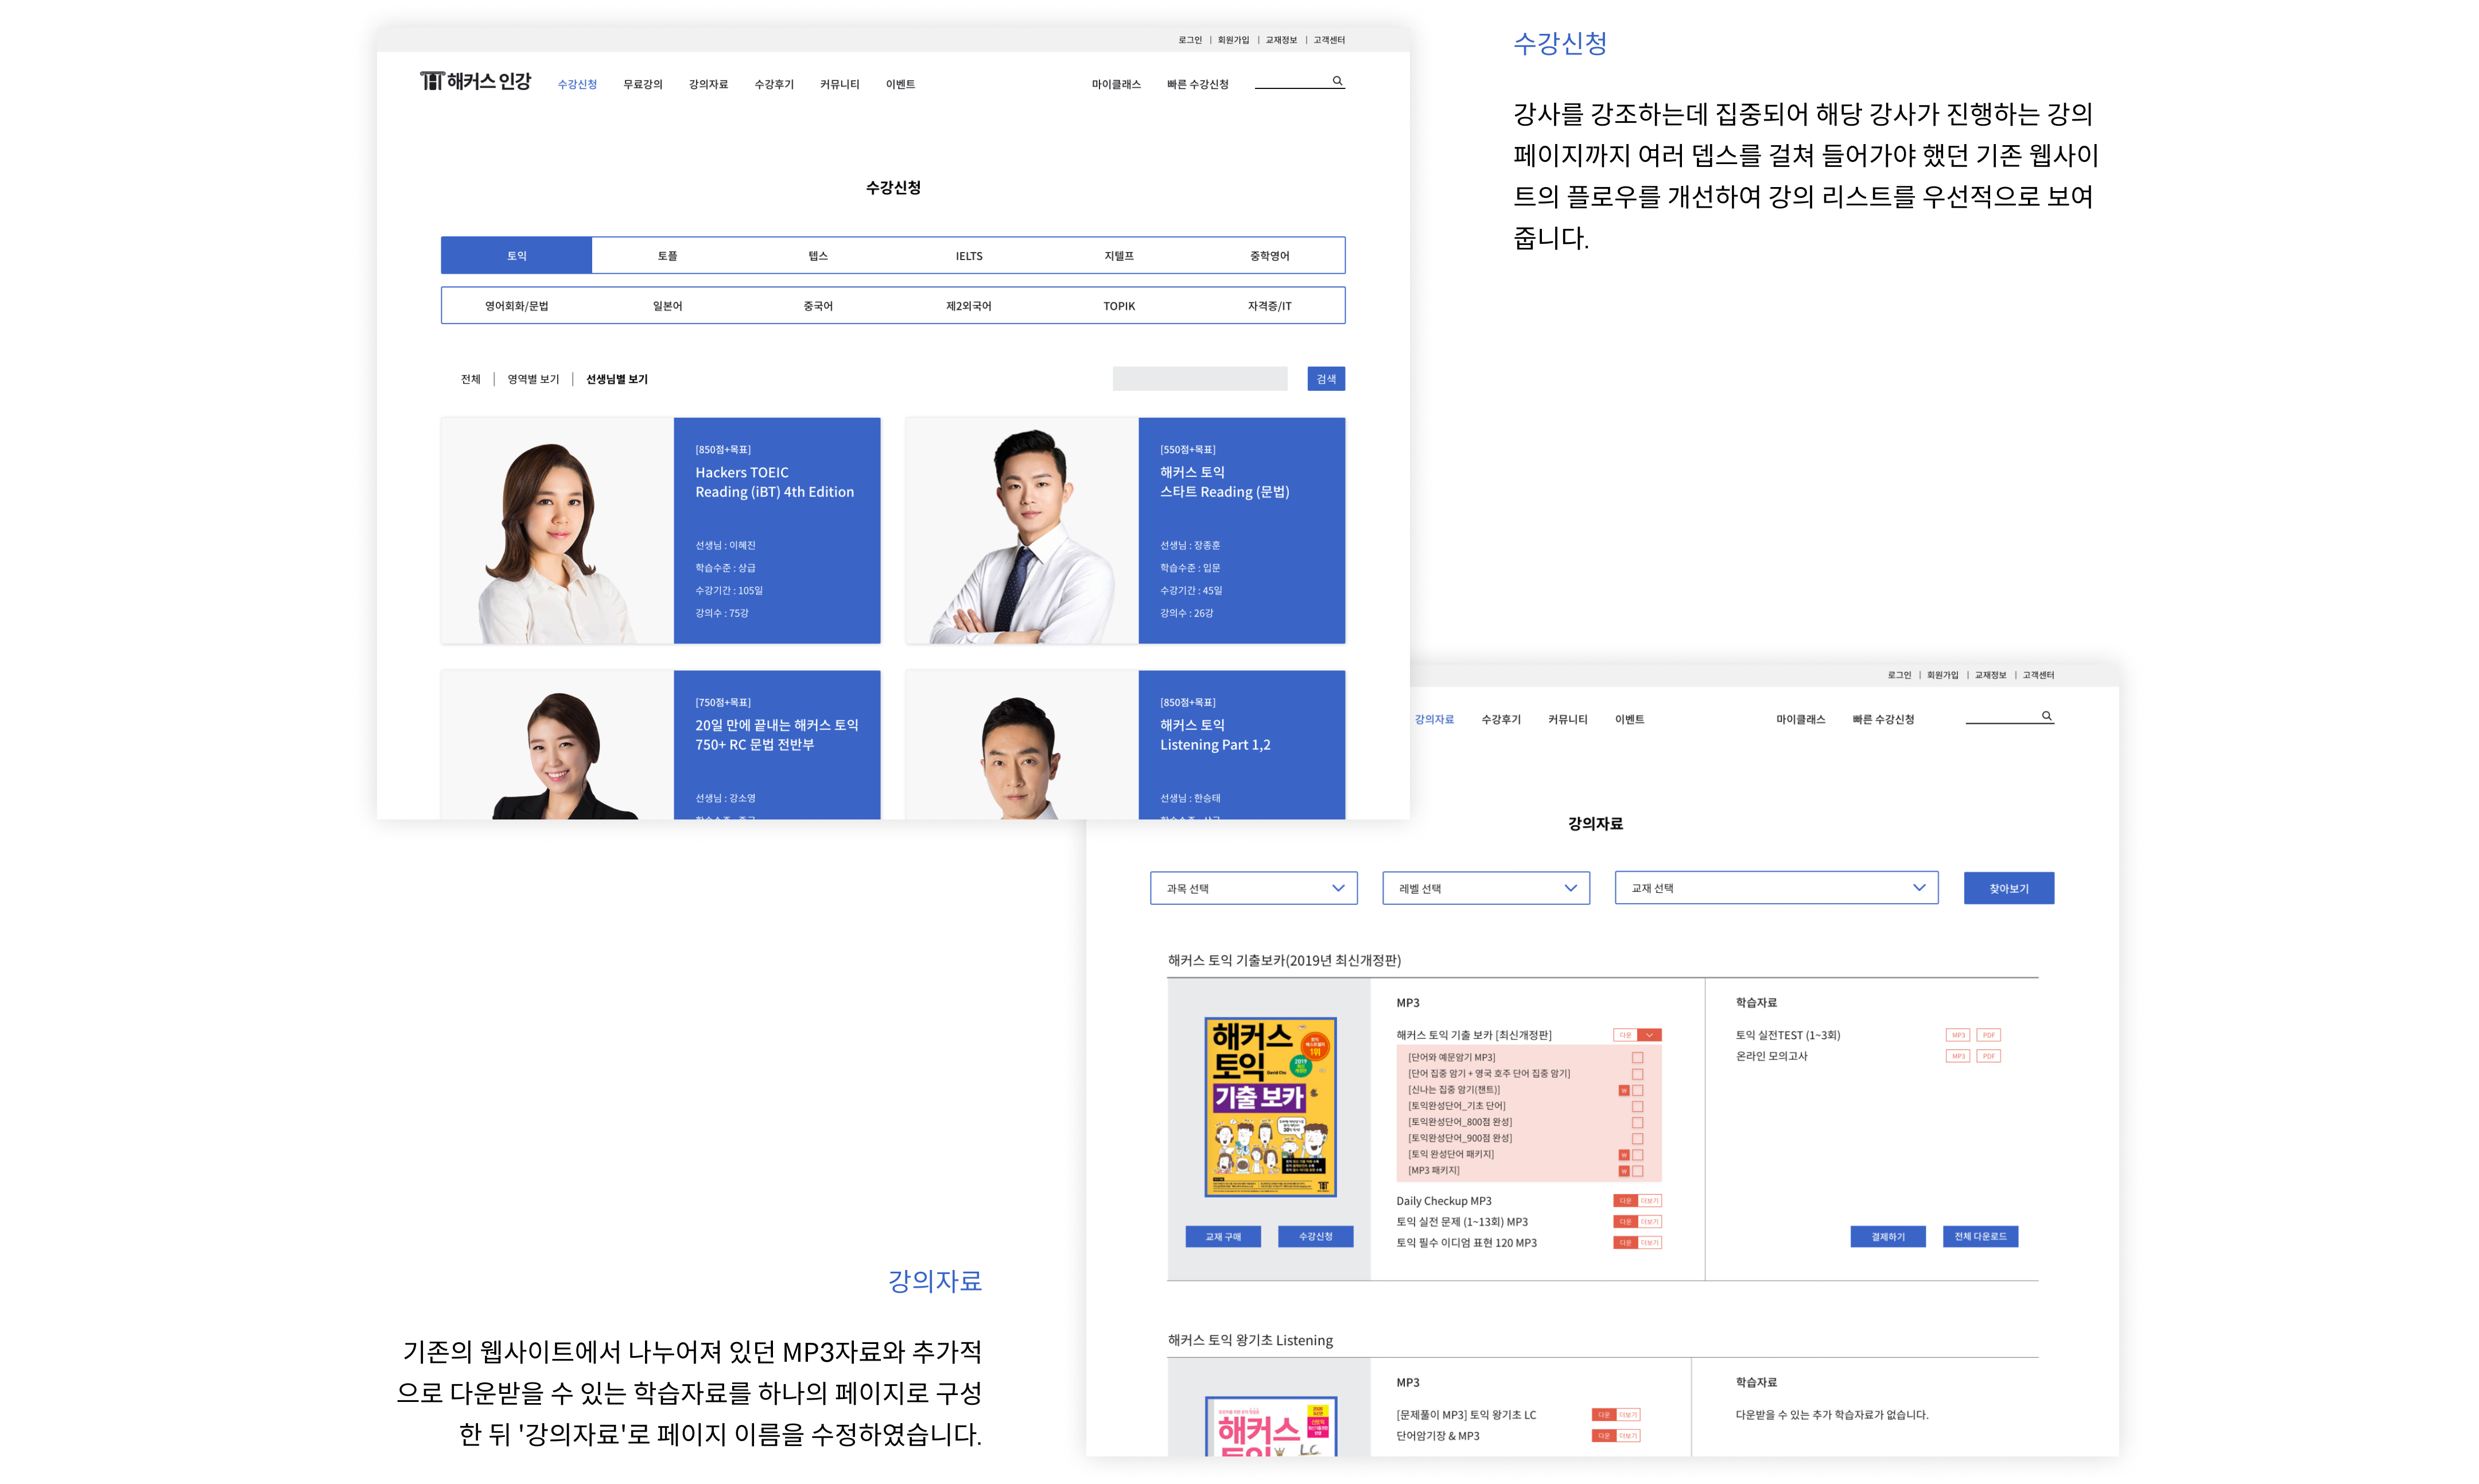 로그인 | 회원가입 | 교재정보 | 고객센터
해커스 인강 수강신청 무료강의 강의자료 수강후기 커뮤니티 이벤트 마이클래스 빠른 수강신청
수강신청
토익 토플 텝스 IELTS 지텔프 중학영어
영어회화/문법 일본어 중국어 제2외국어 TOPIK 자격증/IT
전체 | 영역별 보기 | 선생님별 보기 검색
[850점+목표]
Hackers TOEIC
Reading (iBT) 4th Edition
선생님 : 이혜진
학습수준 : 상급
수강기간 : 105일
강의수 : 75강
[550점+목표]
해커스 토익
스타트 Reading (문법)
선생님 : 장종훈
학습수준 : 입문
수강기간 : 45일
강의수 : 26강
[750점+목표]
20일 만에 끝내는 해커스 토익
750+ RC 문법 전반부
선생님 : 강소영
[850점+목표]
해커스 토익
Listening Part 1,2
선생님 : 한승태
수강신청
강사를 강조하는데 집중되어 해당 강사가 진행하는 강의
페이지까지 여러 뎁스를 걸쳐 들어가야 했던 기존 웹사이
트의 플로우를 개선하여 강의 리스트를 우선적으로 보여
줍니다.
로그인 | 회원가입 | 교재정보 | 고객센터
강의자료 수강후기 커뮤니티 이벤트 마이클래스 빠른 수강신청
강의자료
과목 선택 레벨 선택 교재 선택 찾아보기
해커스 토익 기출보카(2019년 최신개정판)
해커스
토익
David Cho
1위
2019
기출 보카
교재 구매 수강신청
MP3
해커스 토익 기출 보카 [최신개정판] 다운
[단어와 예문암기 MP3]
[단어 집중 암기 + 영국 호주 단어 집중 암기]
[신나는 집중 암기(챈트)] W
[토익완성단어_기초 단어]
[토익완성단어_800점 완성]
[토익완성단어_900점 완성]
[토익 완성단어 패키지] W
[MP3 패키지] W
Daily Checkup MP3 다운 더보기
토익 실전 문제 (1~13회) MP3 다운 더보기
토익 필수 이디엄 표현 120 MP3 다운 더보기
학습자료
토익 실전TEST (1~3회) MP3 PDF
온라인 모의고사 MP3 PDF
결제하기 전체 다운로드
해커스 토익 왕기초 Listening
해커스
LC
MP3
[문제풀이 MP3] 토익 왕기초 LC 다운 더보기
단어암기장 & MP3 다운 더보기
학습자료
다운받을 수 있는 추가 학습자료가 없습니다.
강의자료
기존의 웹사이트에서 나누어져 있던 MP3자료와 추가적
으로 다운받을 수 있는 학습자료를 하나의 페이지로 구성
한 뒤 '강의자료'로 페이지 이름을 수정하였습니다.